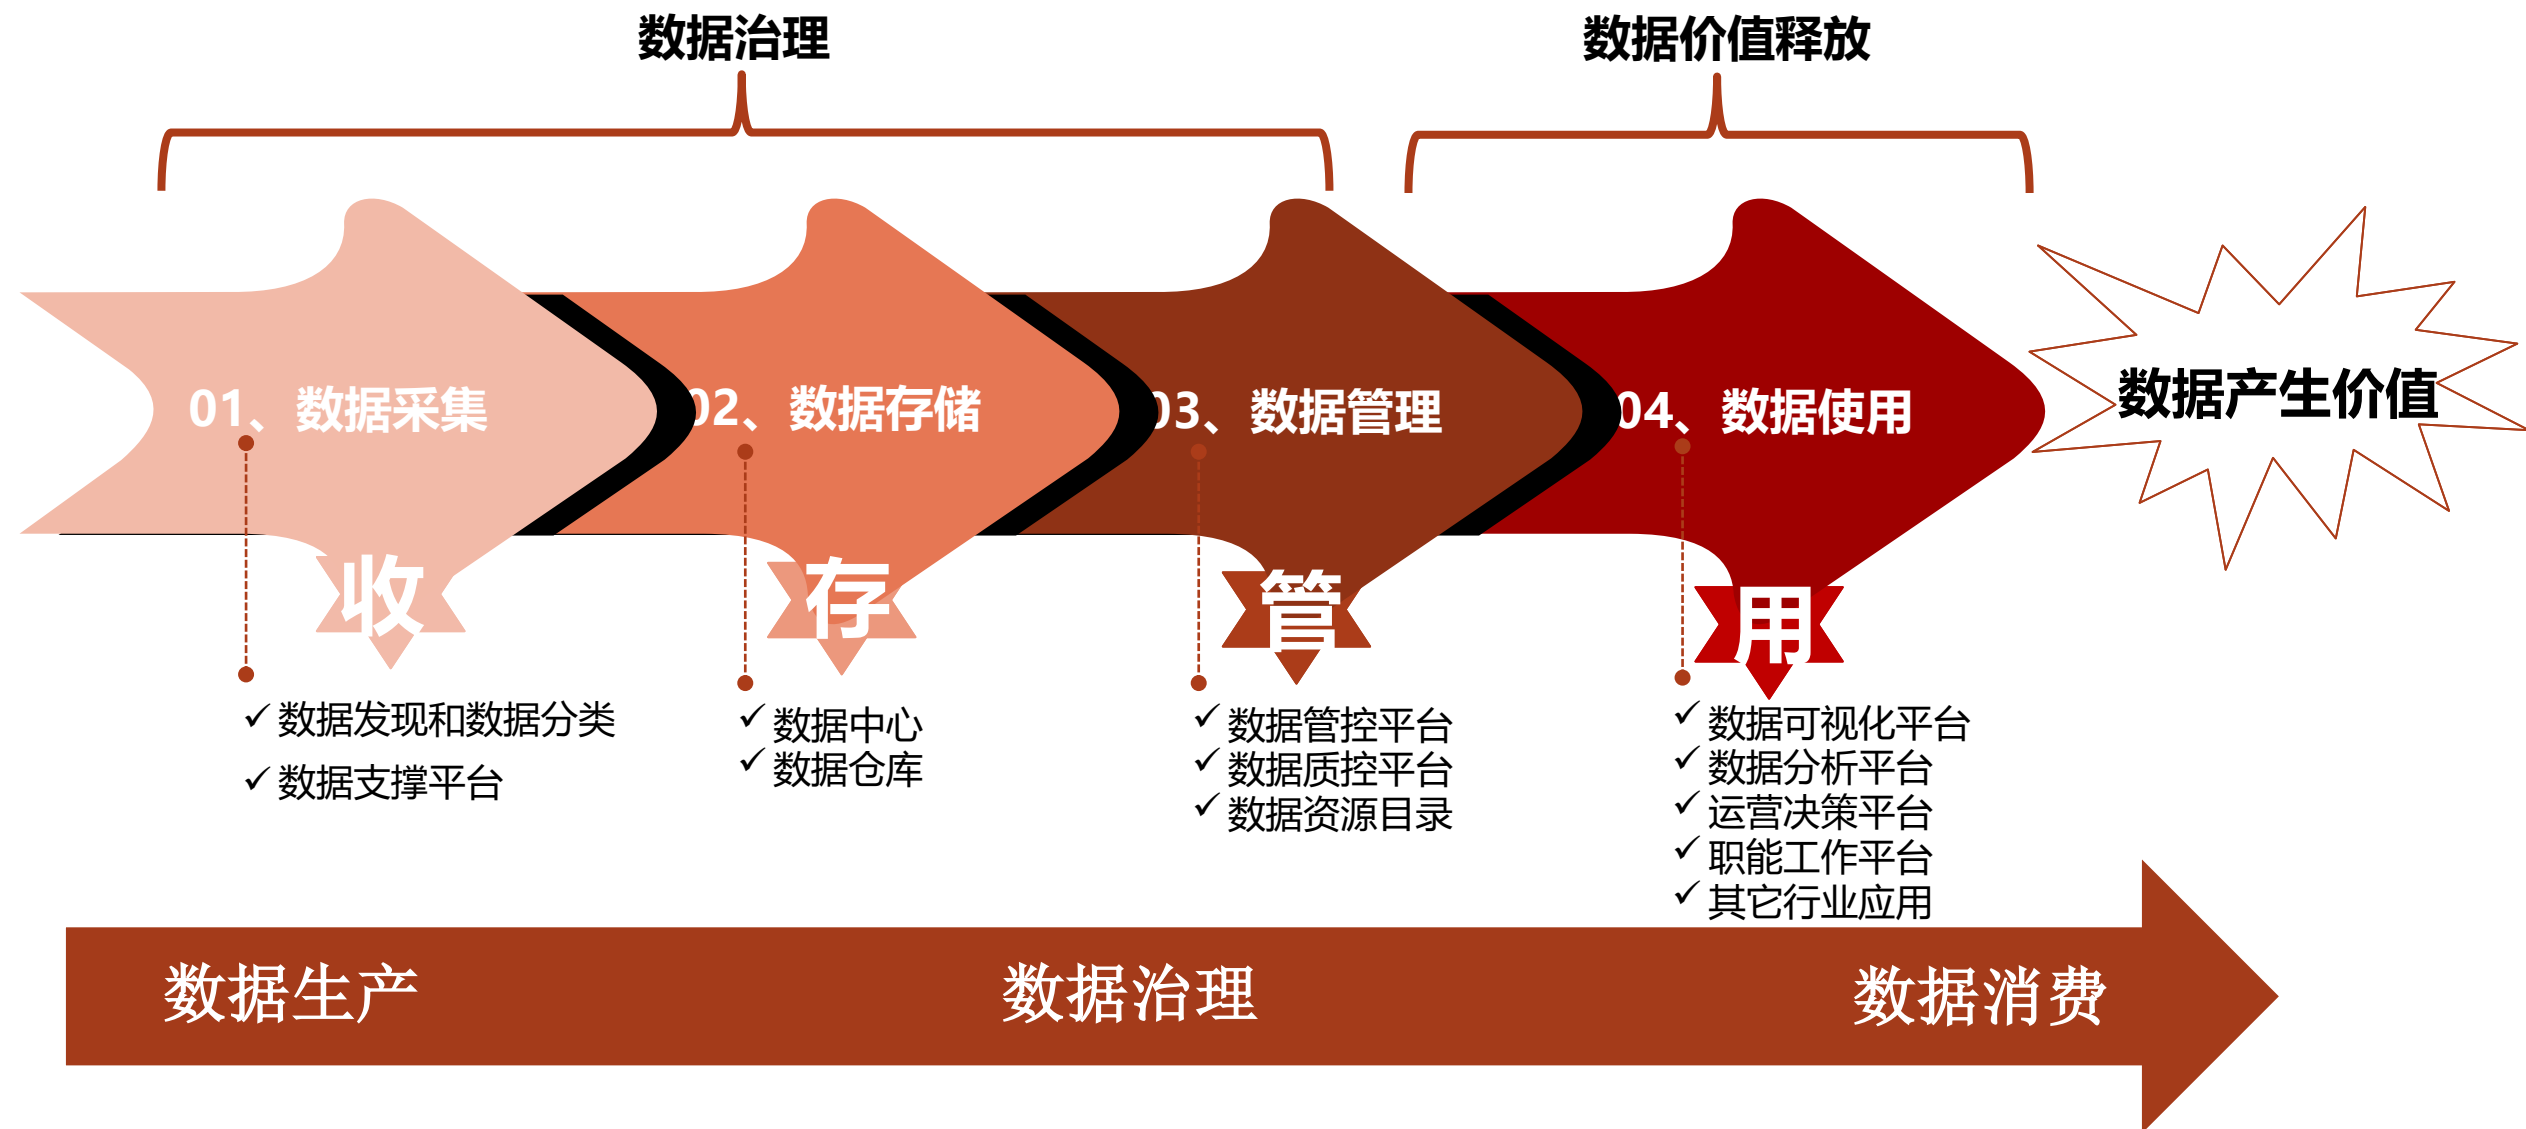 数据治理
数据价值释放
01、数据采集
02、数据存储
03、数据管理
04、数据使用
数据产生价值
收
存
管
用
数据发现和数据分类
数据支撑平台
数据中心
数据仓库
数据管控平台
数据质控平台
数据资源目录
数据可视化平台
数据分析平台
运营决策平台
职能工作平台
其它行业应用
数据生产
数据治理
数据消费